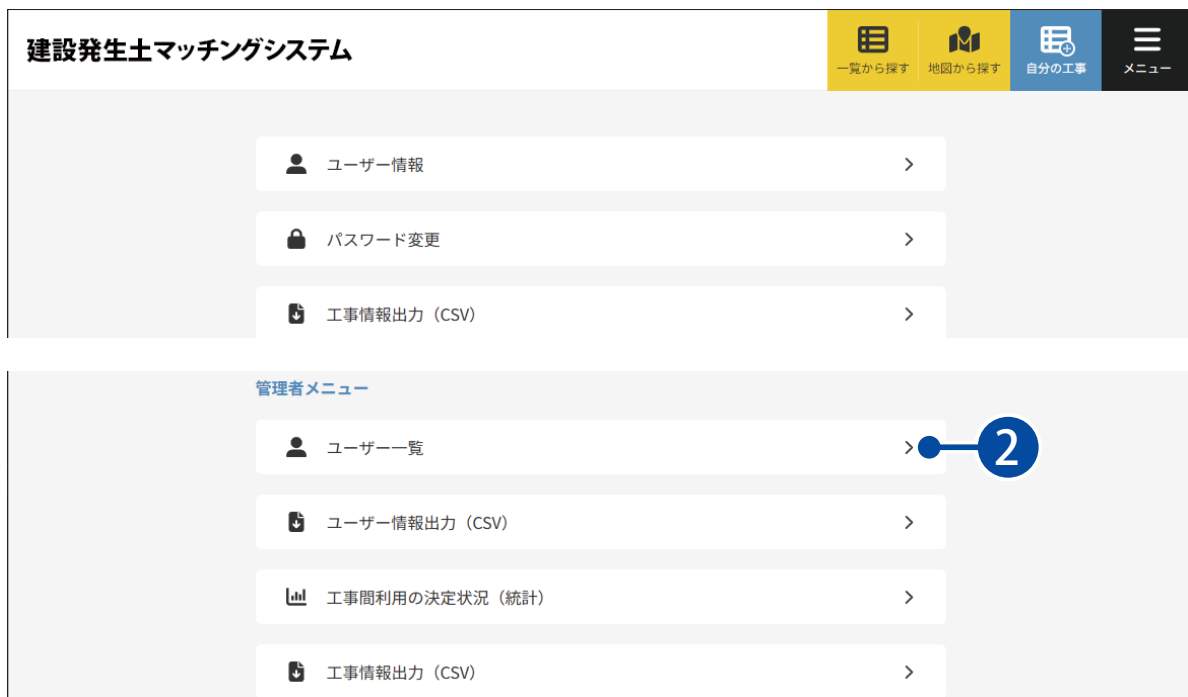 建設発生土マッチングシステム
一覧から探す
地図から探す
自分の工事
メニュー
ユーザー情報
パスワード変更
工事情報出力（CSV）
管理者メニュー
ユーザー一覧
2
ユーザー情報出力（CSV）
工事間利用の決定状況（統計）
工事情報出力（CSV）